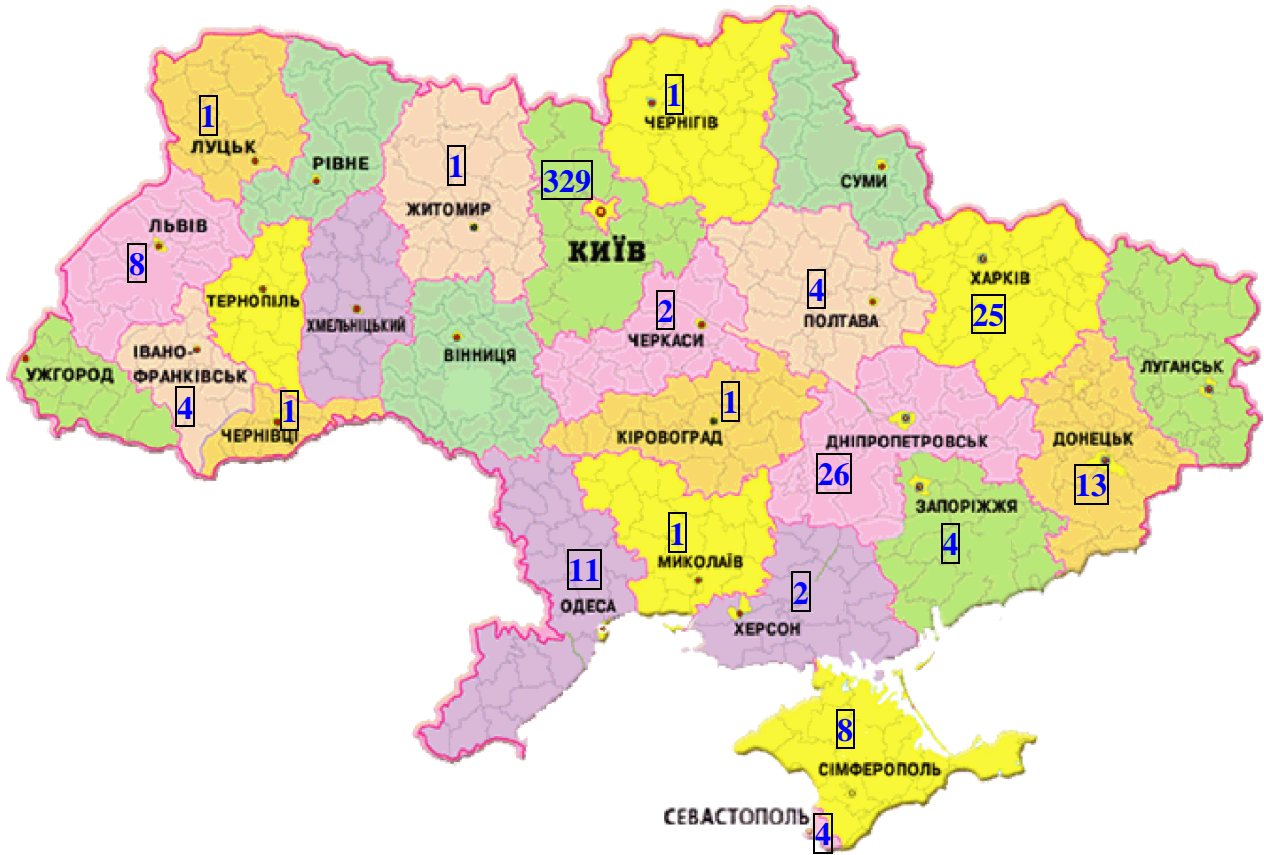 1
ЧЕРНІГІВ
1
ЛУЦЬК
РІВНЕ
1
ЖИТОМИР
329
КИЇВ
СУМИ
ЛЬВІВ
8
ТЕРНОПІЛЬ
ХМЕЛЬНІЦЬКИЙ
ВІННИЦЯ
2
ЧЕРКАСИ
4
ПОЛТАВА
ХАРКІВ
25
ЛУГАНСЬК
УЖГОРОД
ІВАНО-
ФРАНКІВСЬК
4
1
ЧЕРНІВЦІ
1
КІРОВОГРАД
ДНІПРОПЕТРОВСЬК
26
ДОНЕЦЬК
13
ЗАПОРІЖЖЯ
4
1
МИКОЛАЇВ
11
ОДЕСА
2
ХЕРСОН
8
СІМФЕРОПОЛЬ
СЕВАСТОПОЛЬ
4